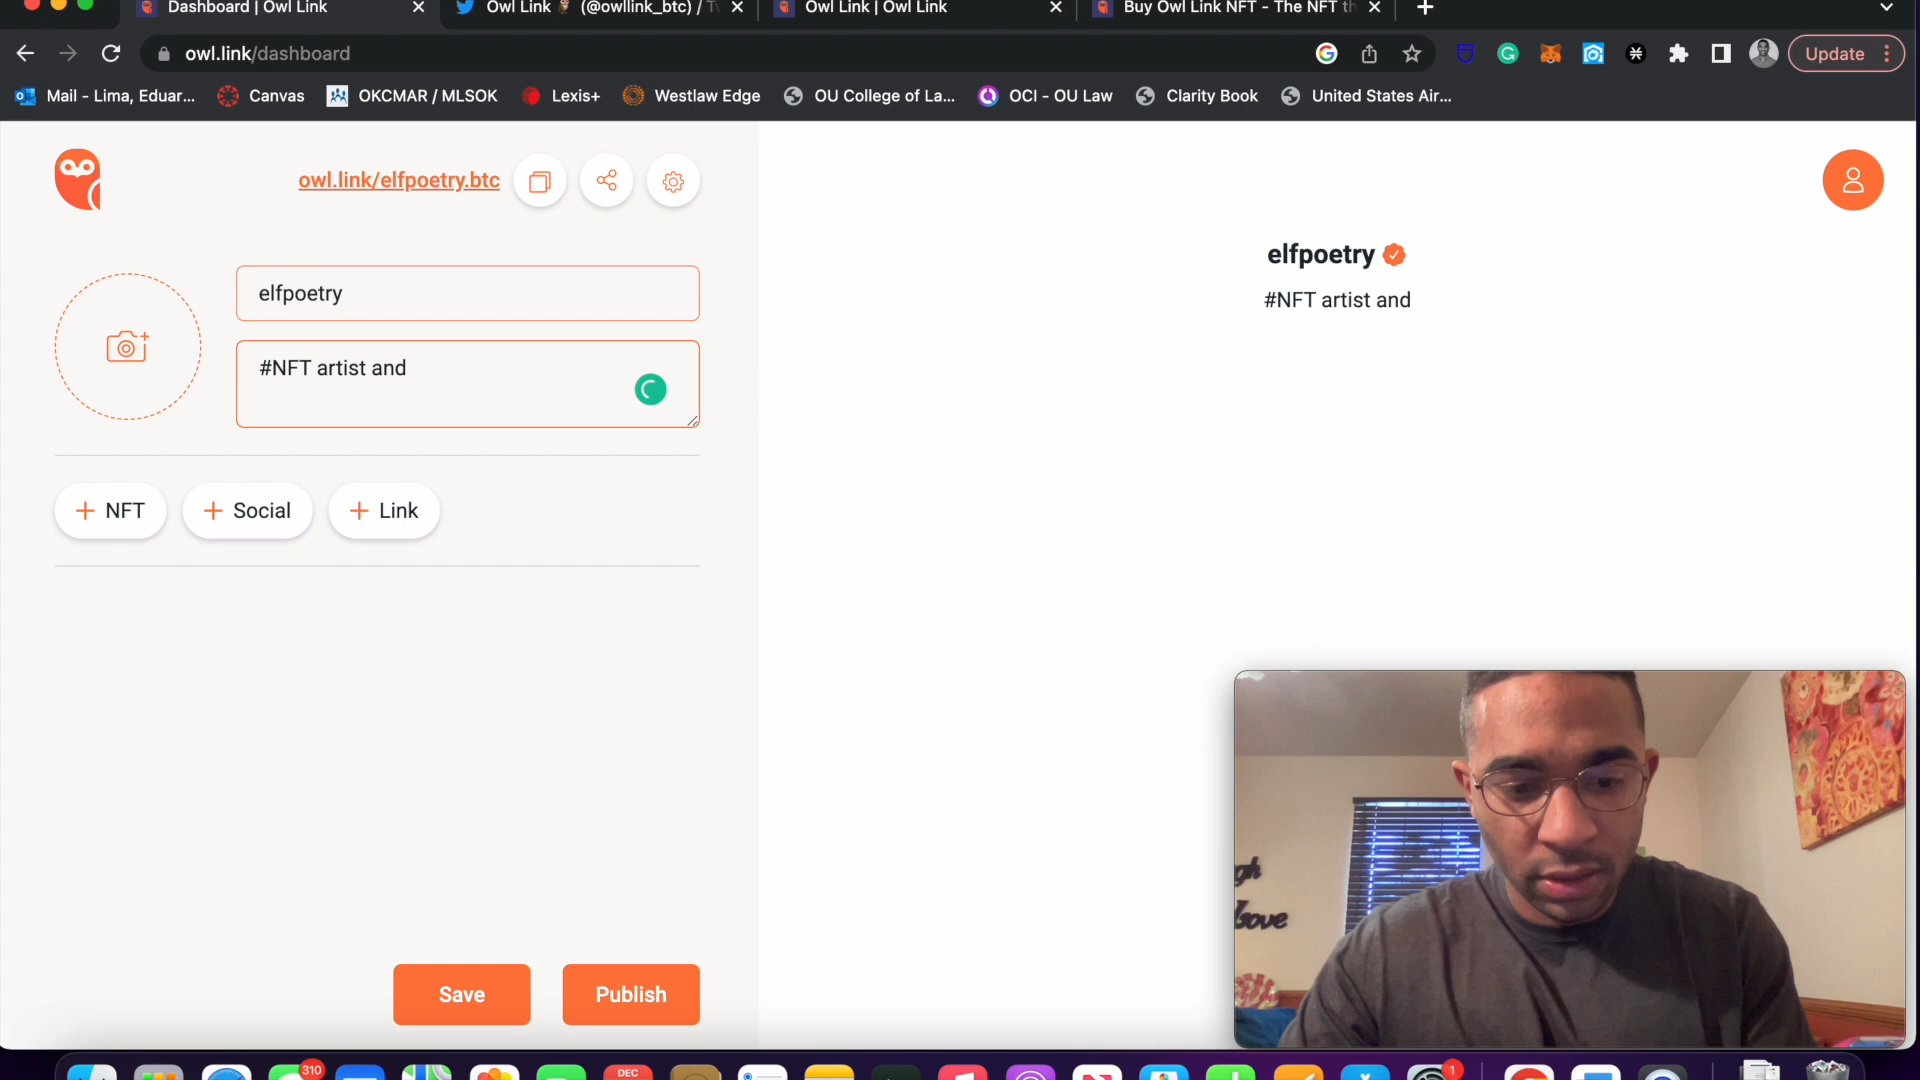 Dashboard | Owl Link
Owl Link (@owllink_btc) / Tw
Owl Link | Owl Link
Buy Owl Link NFT - The NFT th
owl.link/dashboard
Update
Mail - Lima, Eduar...
Canvas
OKCMAR / MLSOK
Lexis+
Westlaw Edge
OU College of La...
OCI - OU Law
Clarity Book
United States Air...
owl.link/elfpoetry.btc
elfpoetry
#NFT artist and
NFT
Social
Link
Save
Publish
elfpoetry
#NFT artist and
310
DEC
1